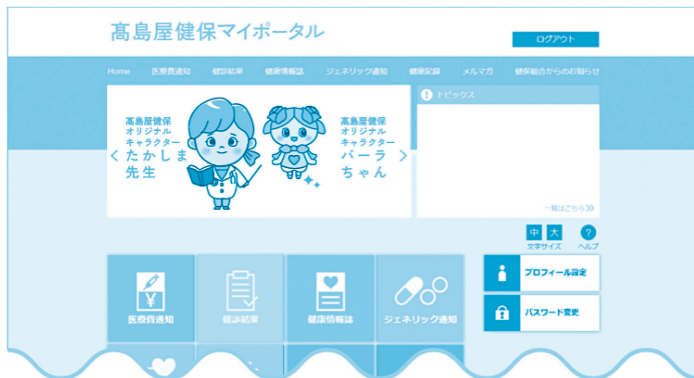 髙島屋健保マイポータル
ログアウト
Home 医療費通知 健診結果 健康情報誌 ジェネリック通知 健康記録 メルマガ 健保組合からのお知らせ
髙島屋健保
オリジナル
キャラクター
たかしま
先生
髙島屋健保
オリジナル
キャラクター
バーラ
ちゃん
! トピックス
一覧はこちら
中 大 ?
文字サイズ ヘルプ
¥
医療費通知
健診結果
健康情報誌
ジェネリック通知
プロフィール設定
パスワード変更